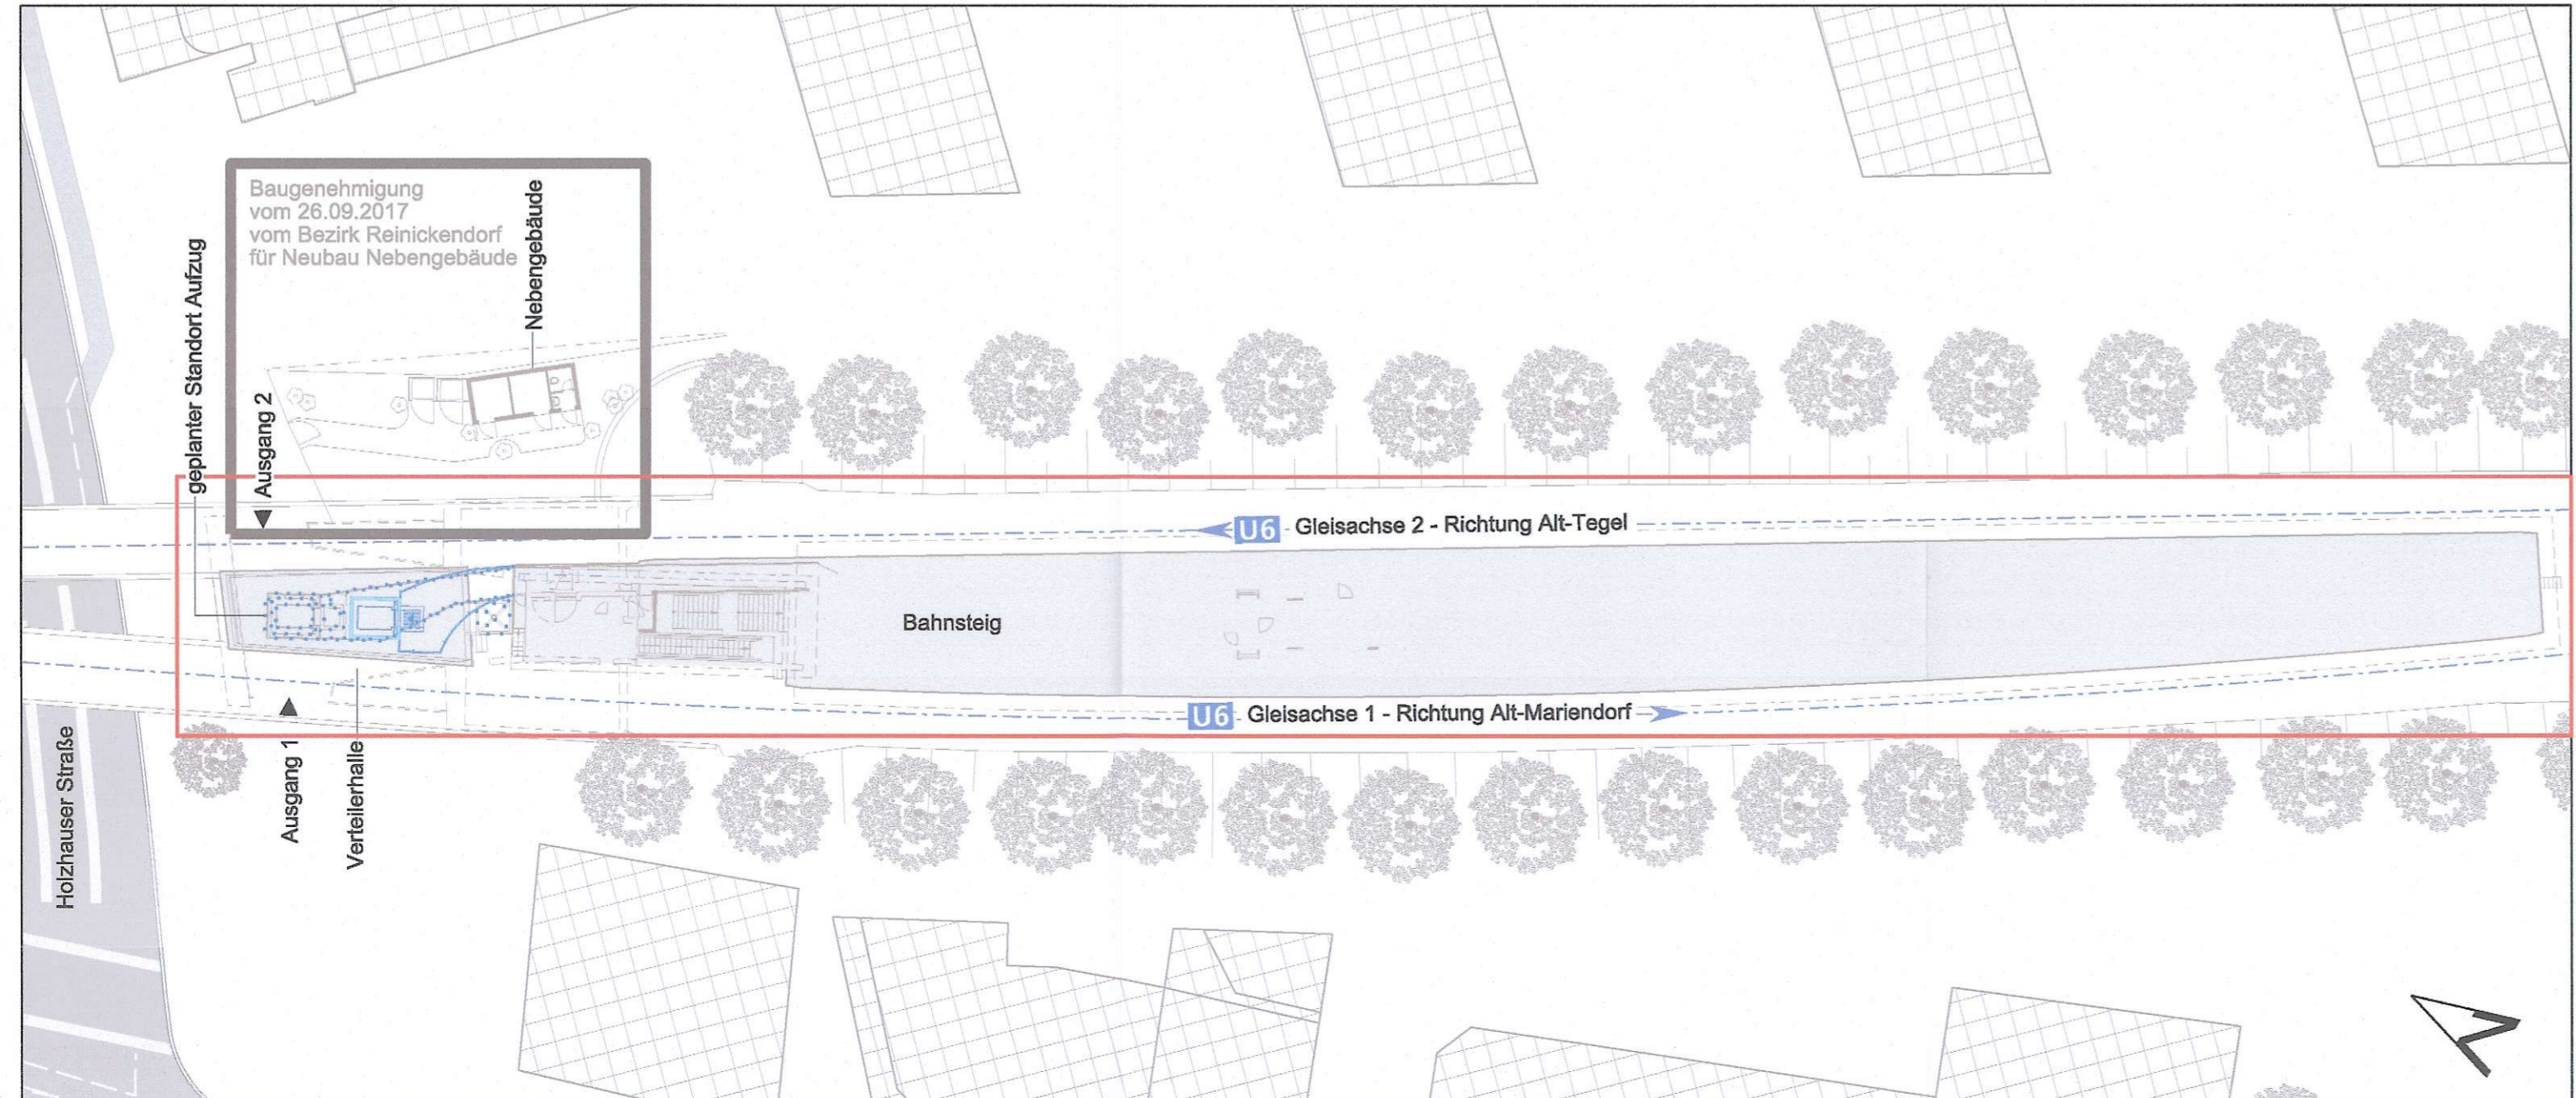 Baugenehmigung
vom 26.09.2017
vom Bezirk Reinickendorf
für Neubau Nebengebäude
Nebengebäude
geplanter Standort Aufzug
Ausgang 2
U6 Gleisachse 2 - Richtung Alt-Tegel
Bahnsteig
U6 Gleisachse 1 - Richtung Alt-Mariendorf
Holzhauser Straße
Ausgang 1
Verteilerhalle